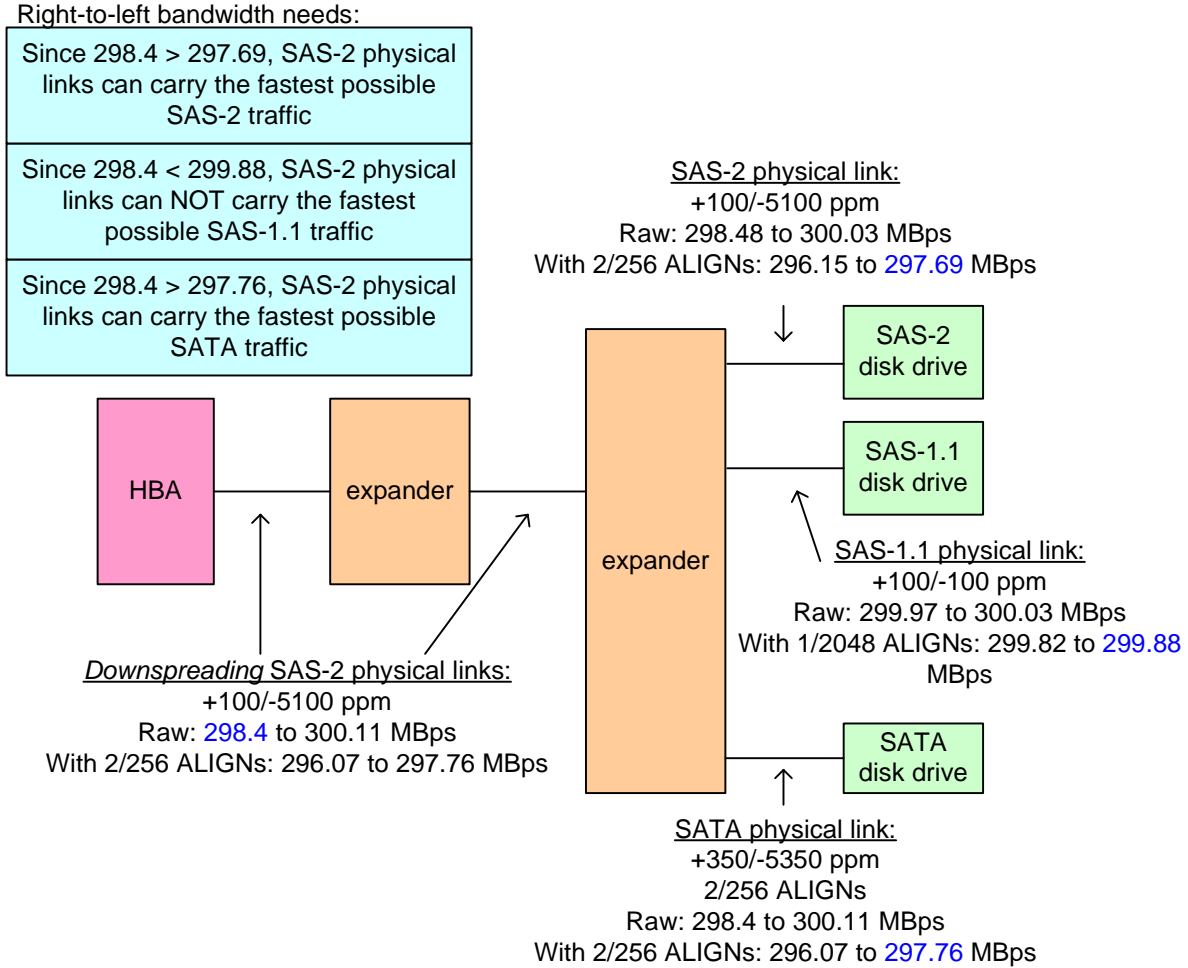 Right-to-left bandwidth needs:
Since 298.4 > 297.69, SAS-2 physical
links can carry the fastest possible
SAS-2 traffic
Since 298.4 < 299.88, SAS-2 physical
links can NOT carry the fastest
possible SAS-1.1 traffic
Since 298.4 > 297.76, SAS-2 physical
links can carry the fastest possible
SATA traffic
SAS-2 physical link:
+100/-5100 ppm
Raw: 298.48 to 300.03 MBps
With 2/256 ALIGNs: 296.15 to 297.69 MBps
SAS-2
disk drive
HBA
expander
expander
SAS-1.1
disk drive
SAS-1.1 physical link:
+100/-100 ppm
Raw: 299.97 to 300.03 MBps
With 1/2048 ALIGNs: 299.82 to 299.88
MBps
Downspreading SAS-2 physical links:
+100/-5100 ppm
Raw: 298.4 to 300.11 MBps
With 2/256 ALIGNs: 296.07 to 297.76 MBps
SATA
disk drive
SATA physical link:
+350/-5350 ppm
2/256 ALIGNs
Raw: 298.4 to 300.11 MBps
With 2/256 ALIGNs: 296.07 to 297.76 MBps